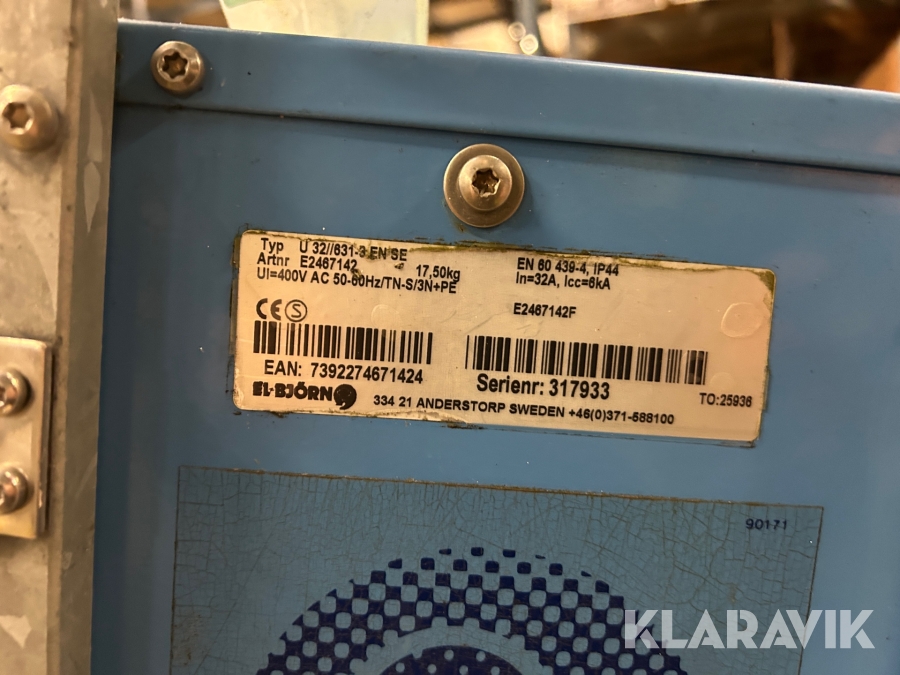 Typ U 32//631-3 EN SE
Artnr E2467142 17,50kg
UI=400V AC 50-60Hz/TN-S/3N+PE
EN 60 439-4, IP44
In=32A, Icc=6kA
E2467142F
CE S
EAN: 7392274671424
Serienr: 317933
TO:25936
EL-BJÖRN
334 21 ANDERSTORP SWEDEN +46(0)371-588100
90171
KLARAVIK